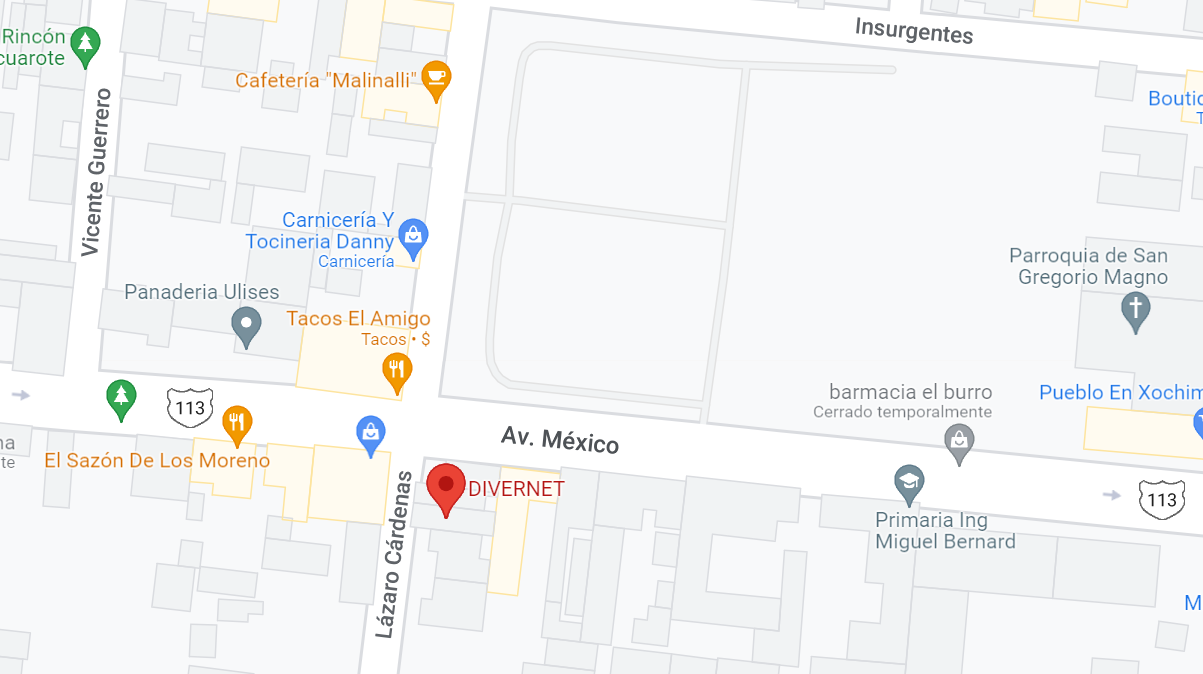 Insurgentes
Rincón
cuarote
Cafetería "Malinalli"
Boutic
T
Vicente Guerrero
Carnicería Y
Tocineria Danny
Carnicería
Parroquia de San
Gregorio Magno
Panaderia Ulises
Tacos El Amigo
Tacos • $
113
barmacia el burro
Cerrado temporalmente
Pueblo En Xochim
Av. México
na
te
El Sazón De Los Moreno
DIVERNET
Lázaro Cárdenas
113
Primaria Ing
Miguel Bernard
M